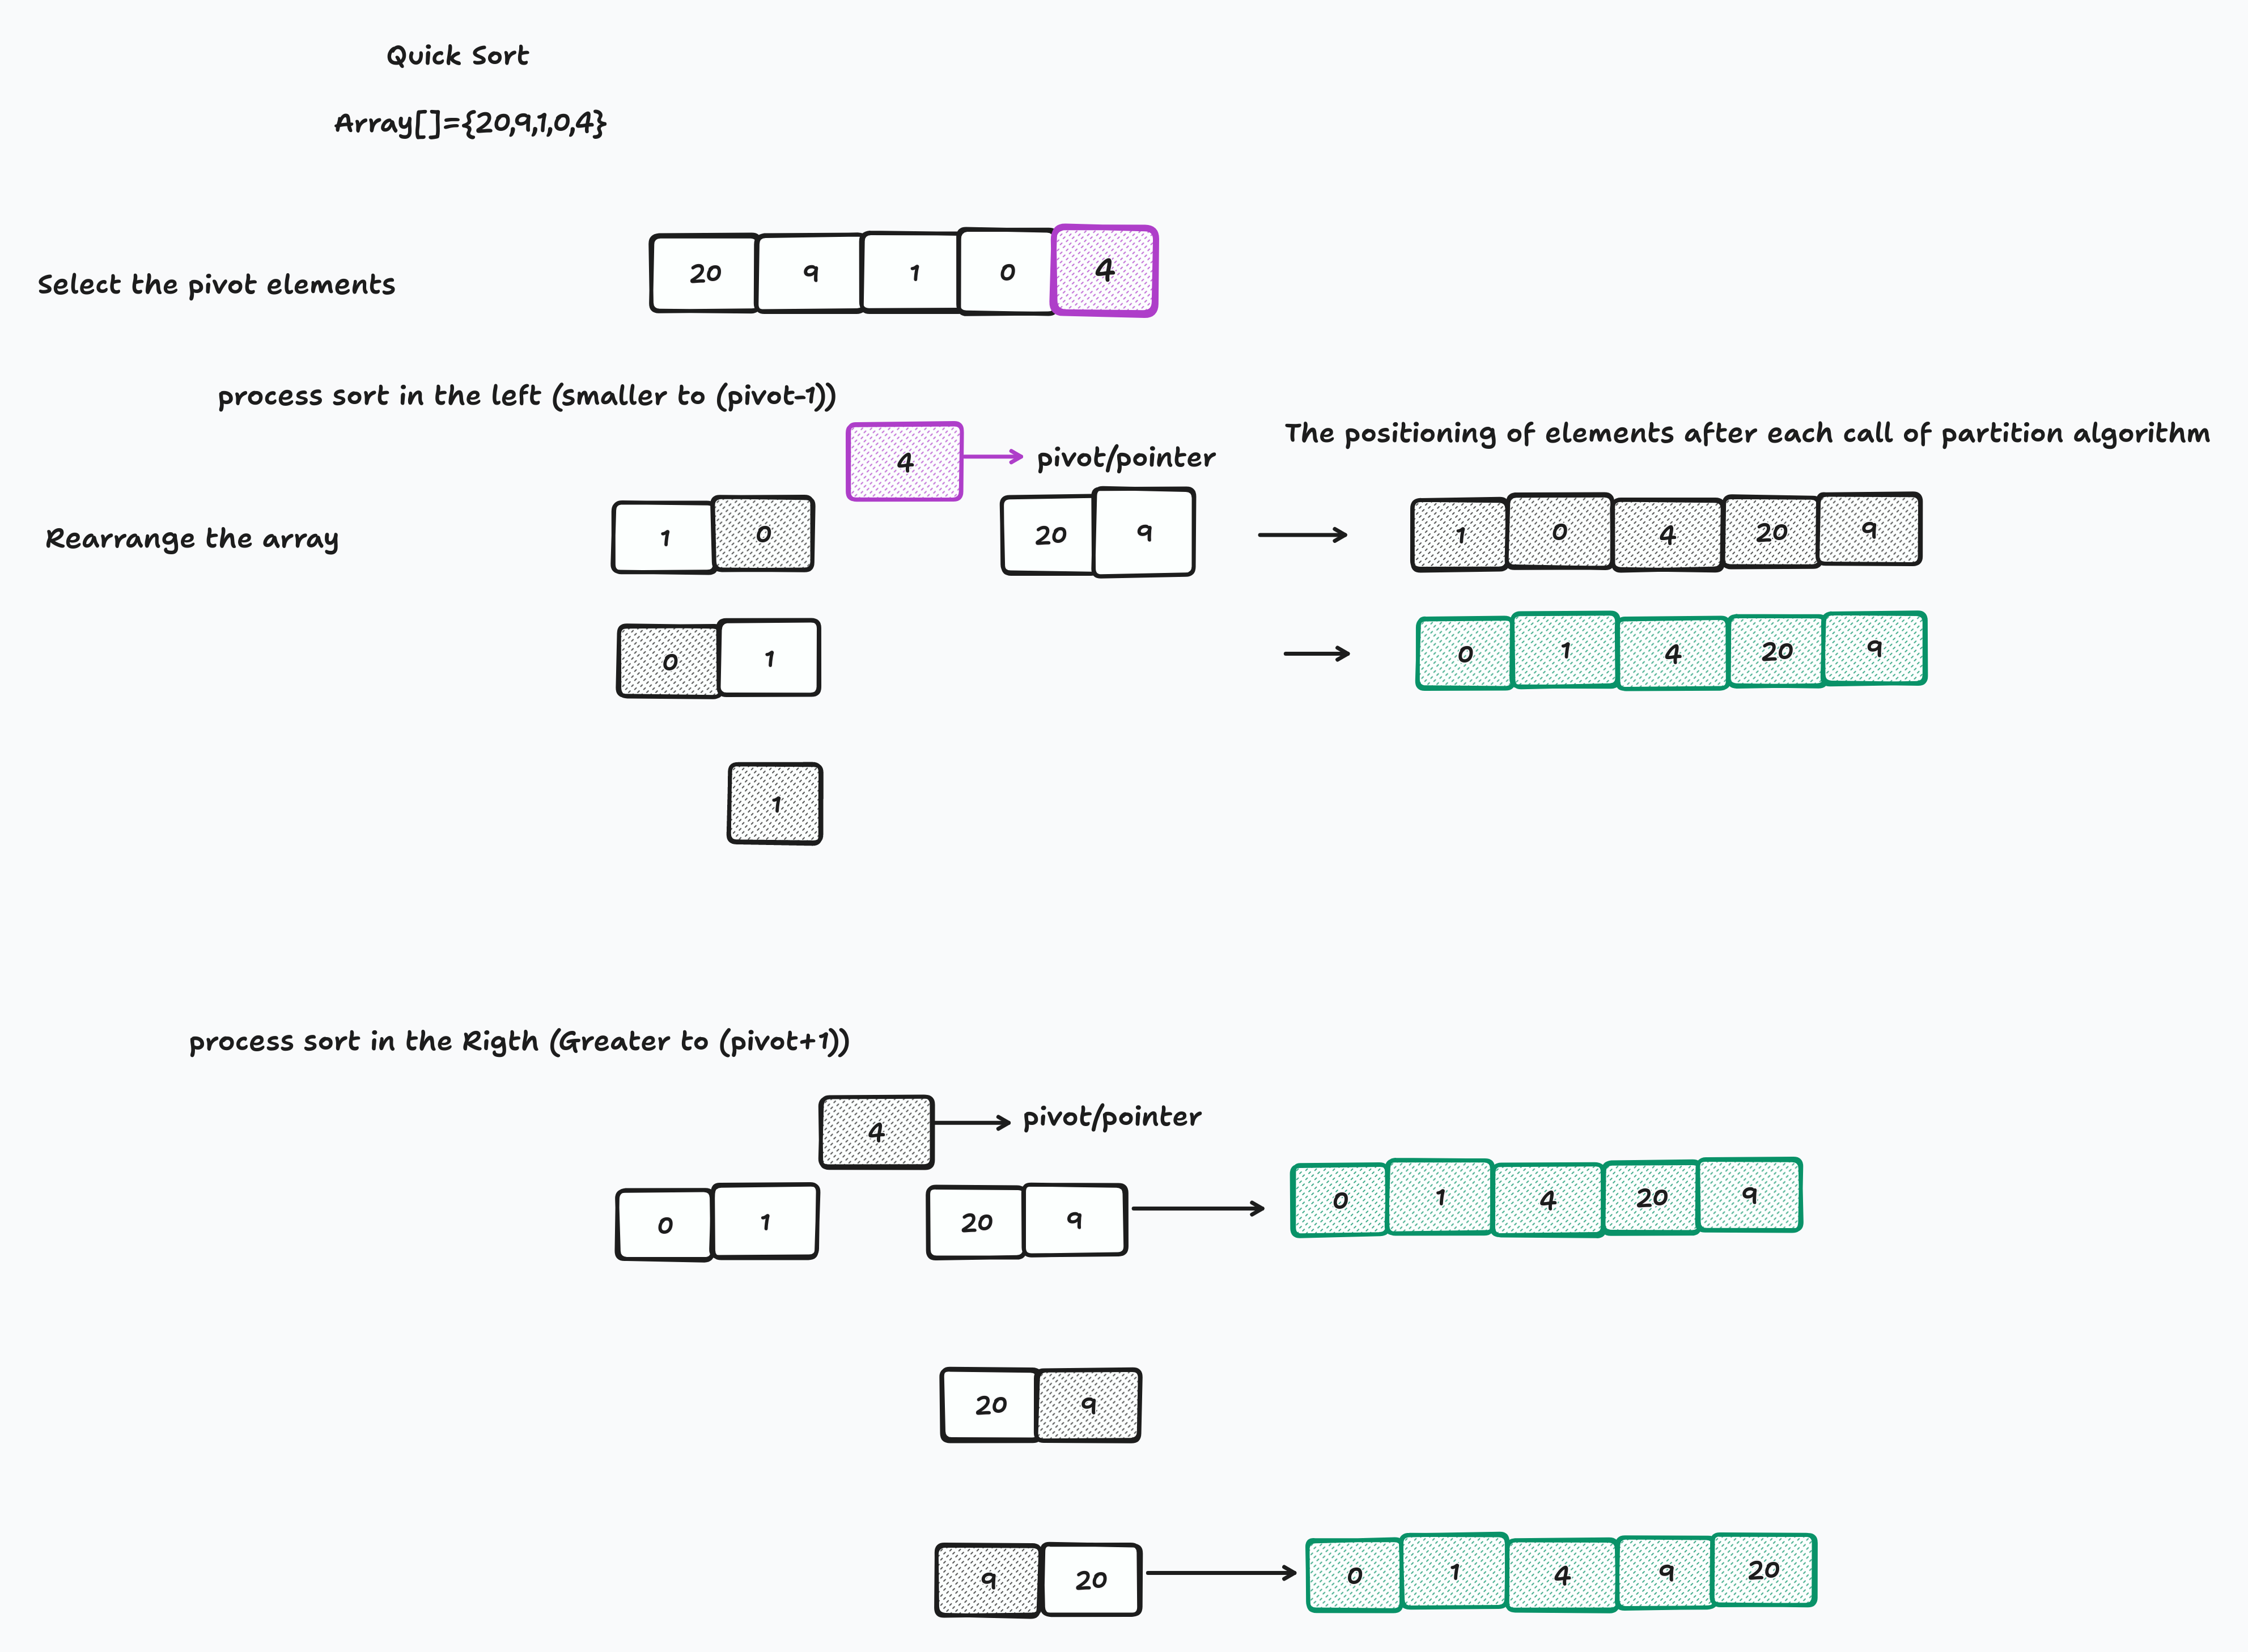 Quick Sort
Array[]={20,9,1,0,4}
20 9 1 0 4
Select the pivot elements
process sort in the left (smaller to (pivot-1))
The positioning of elements after each call of partition algorithm
4 pivot/pointer
Rearrange the array
1 0 20 9 1 0 4 20 9
0 1 0 1 4 20 9
1
process sort in the Rigth (Greater to (pivot+1))
4 pivot/pointer
0 1 20 9 0 1 4 20 9
20 9
9 20 0 1 4 9 20